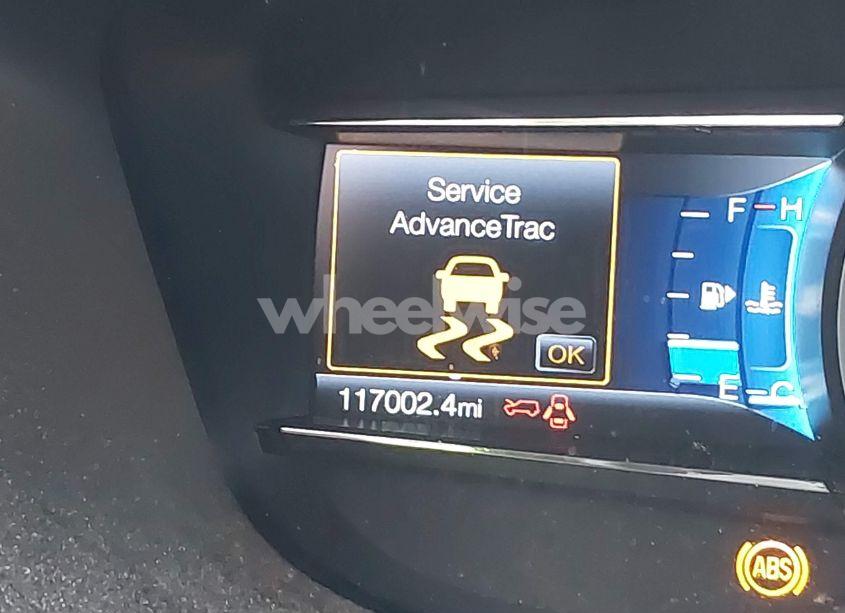 Service
AdvanceTrac
wheelwise
OK
F H
E C
117002.4mi
ABS